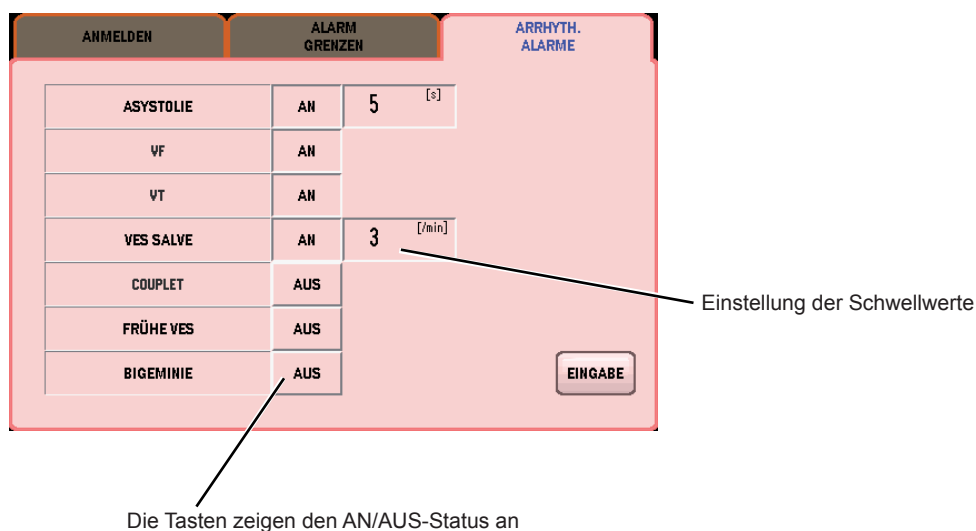 ANMELDEN
ALARM
GRENZEN
ARRHYTH.
ALARME
ASYSTOLIE AN 5 [s]
VF AN
VT AN
VES SALVE AN 3 [/min]
COUPLET AUS
FRÜHE VES AUS
BIGEMINIE AUS
EINGABE
Einstellung der Schwellwerte
Die Tasten zeigen den AN/AUS-Status an